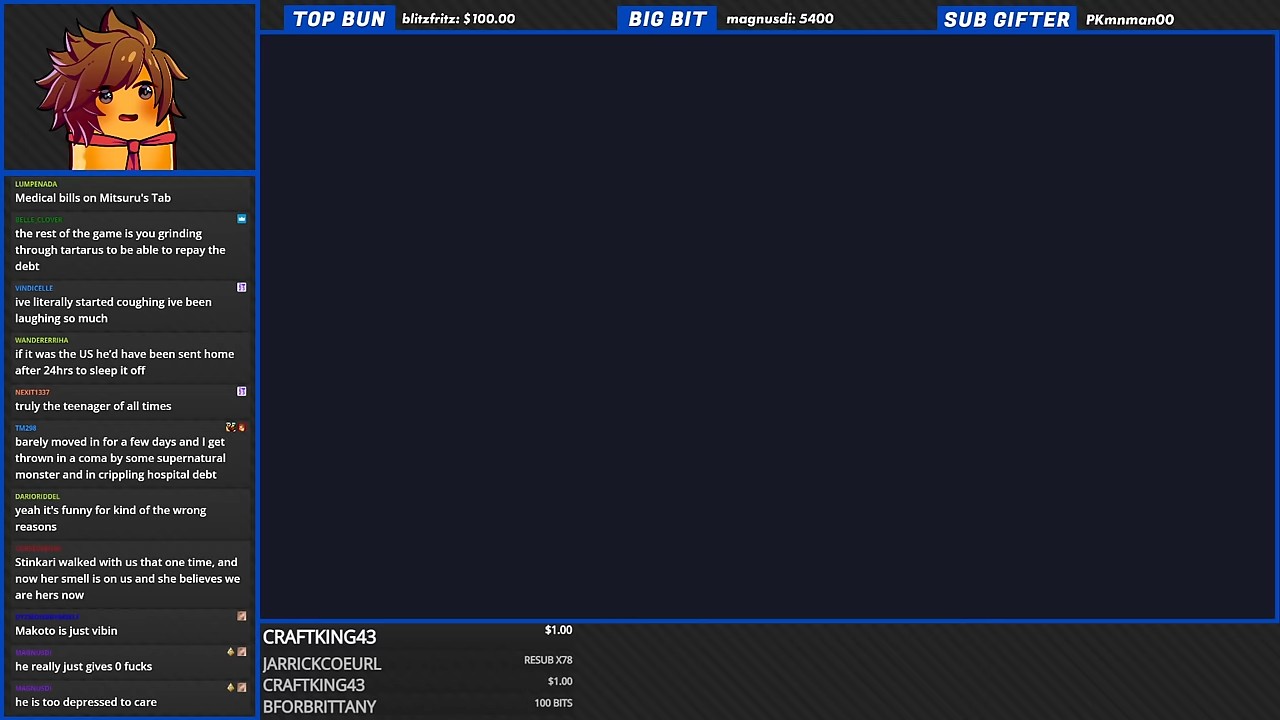 TOP BUN blitzfritz: $100.00 BIG BIT magnusdi: 5400 SUB GIFTER PKmnman00
LUMPENADA
Medical bills on Mitsuru's Tab
BELLE_CLOVER
the rest of the game is you grinding
through tartarus to be able to repay the
debt
VINDICELLE
ive literally started coughing ive been
laughing so much
WANDERERRIHA
if it was the US he'd have been sent home
after 24hrs to sleep it off
NEXIT1337
truly the teenager of all times
TM298
barely moved in for a few days and I get
thrown in a coma by some supernatural
monster and in crippling hospital debt
DARIORIDDEL
yeah it's funny for kind of the wrong
reasons
Stinkari walked with us that one time, and
now her smell is on us and she believes we
are hers now
Makoto is just vibin
MAGNUSDI
he really just gives 0 fucks
MAGNUSDI
he is too depressed to care
CRAFTKING43 $1.00
JARRICKCOEURL RESUB X78
CRAFTKING43 $1.00
BFORBRITTANY 100 BITS